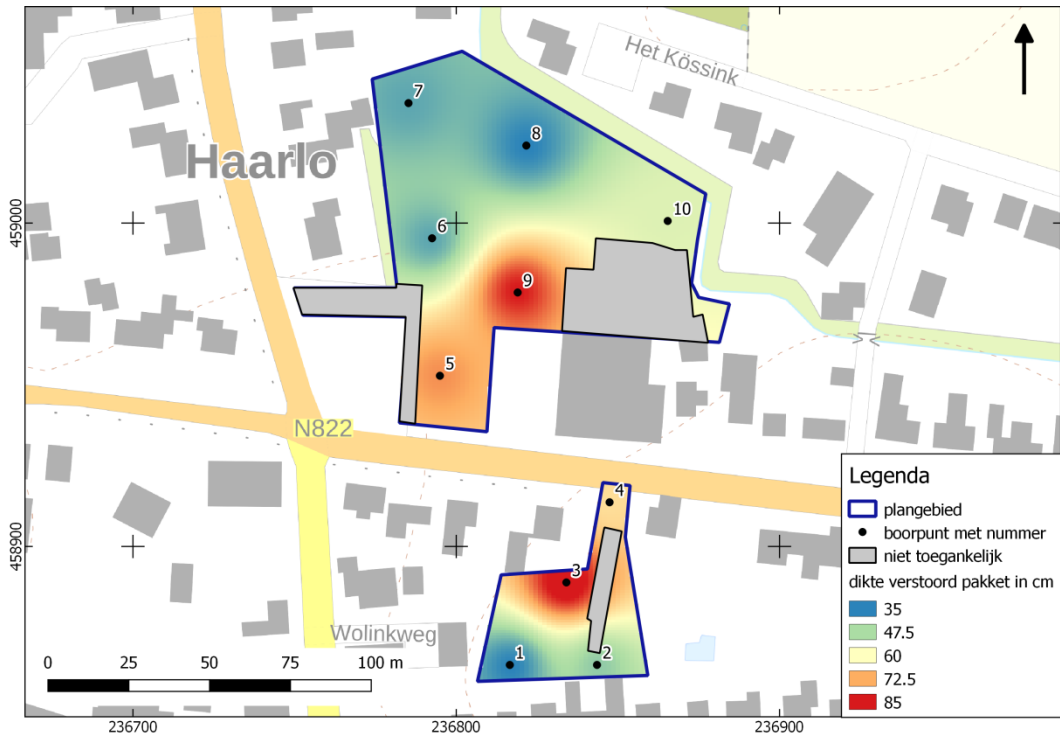 Het Kössink
7
8
Haarlo
10
6
459000
9
5
N822
4
458900
3
Wolinkweg
1
2
0 25 50 75 100 m
236700 236800 236900
Legenda
plangebied
boorpunt met nummer
niet toegankelijk
dikte verstoord pakket in cm
35
47.5
60
72.5
85